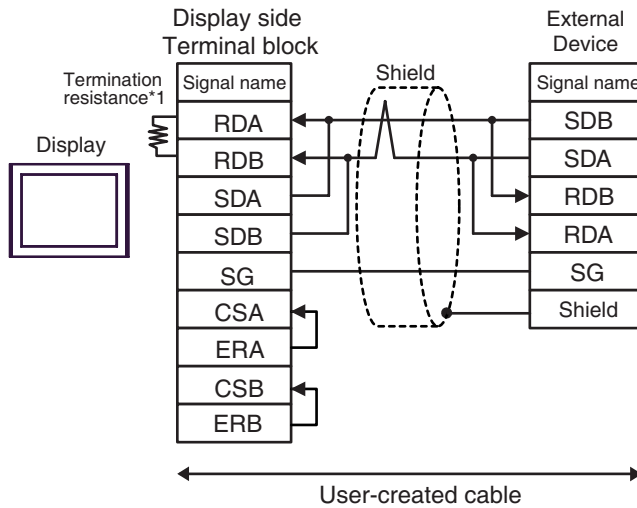 Display side
Terminal block
External
Device
Termination
resistance*1
Signal name
Shield
Signal name
RDA
SDB
Display
RDB
SDA
SDA
RDB
SDB
RDA
SG
SG
CSA
Shield
ERA
CSB
ERB
User-created cable